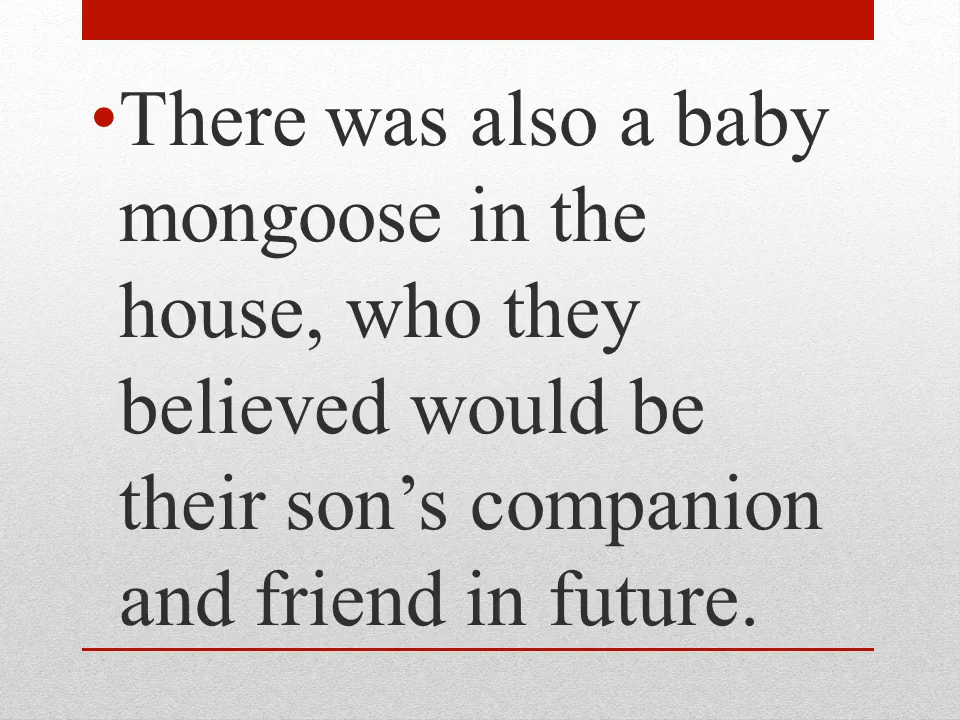 •There was also a baby
mongoose in the
house, who they
believed would be
their son’s companion
and friend in future.